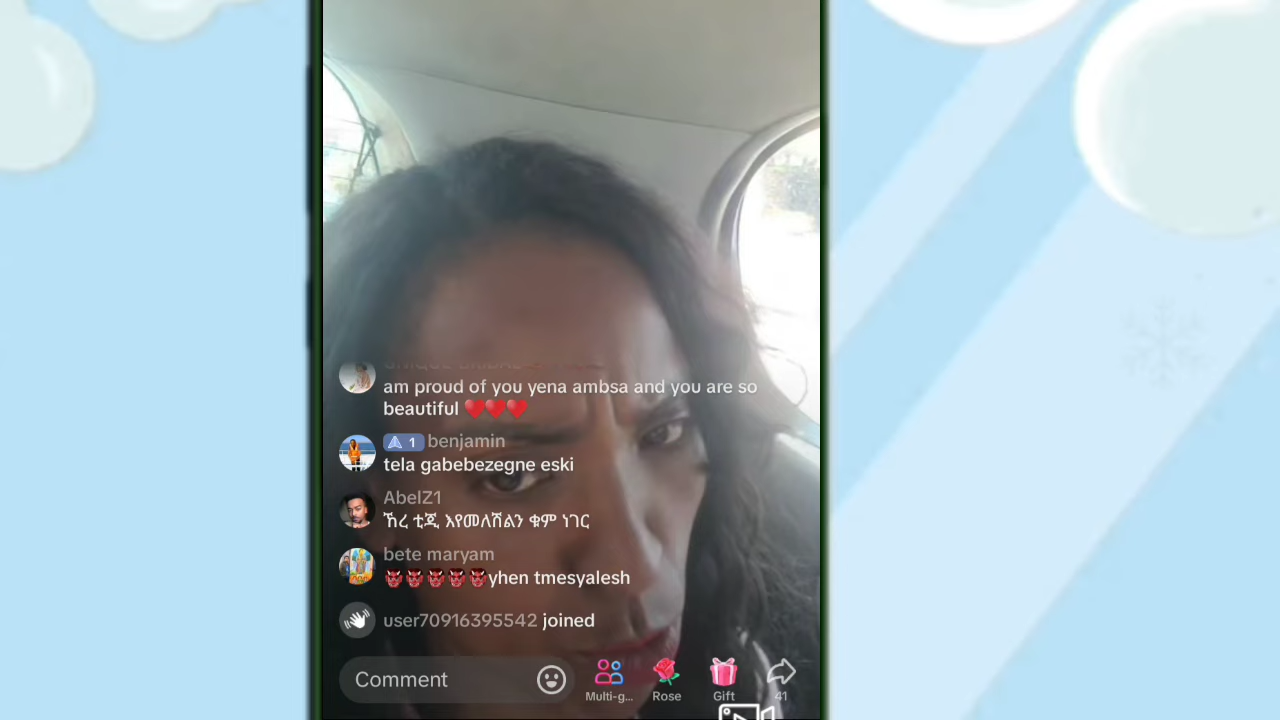 am proud of you yena ambsa and you are so
beautiful ❤️❤️❤️
1 benjamin
tela gabebezegne eski
AbelZ1
ኸረ ቲጂ እየመለሽልን ቁም ነገር
bete maryam
👹👹👹👹👹yhen tmesyalesh
user70916395542 joined
Comment
Multi-g...
Rose
Gift
41